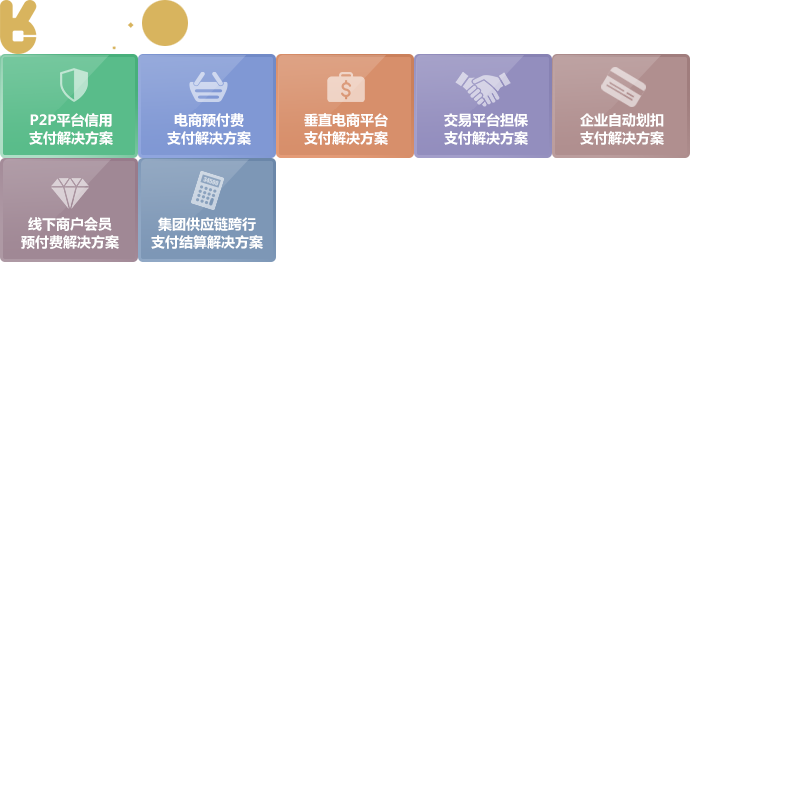 P2P平台信用
支付解决方案
电商预付费
支付解决方案
垂直电商平台
支付解决方案
交易平台担保
支付解决方案
企业自动划扣
支付解决方案
线下商户会员
预付费解决方案
集团供应链跨行
支付结算解决方案